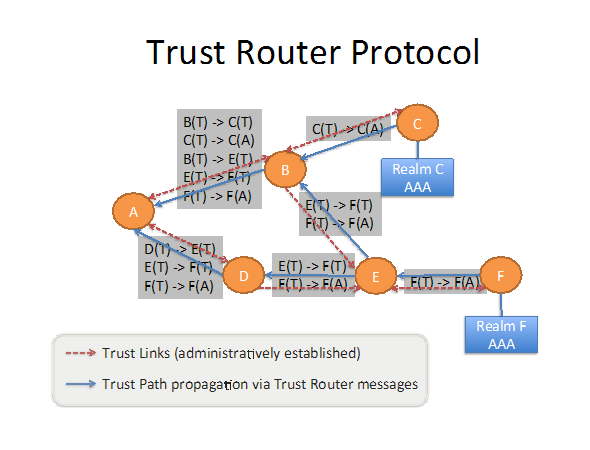 Trust Router Protocol
B(T) -> C(T)
C(T) -> C(A)
B(T) -> E(T)
E(T) -> F(T)
F(T) -> F(A)
C(T) -> C(A)
C
Realm C
AAA
B
A
E(T) -> F(T)
F(T) -> F(A)
D(T) -> E(T)
E(T) -> F(T)
F(T) -> F(A)
D
E(T) -> F(T)
F(T) -> F(A)
E
F(T) -> F(A)
F
Realm F
AAA
Trust Links (administratively established)
Trust Path propagation via Trust Router messages